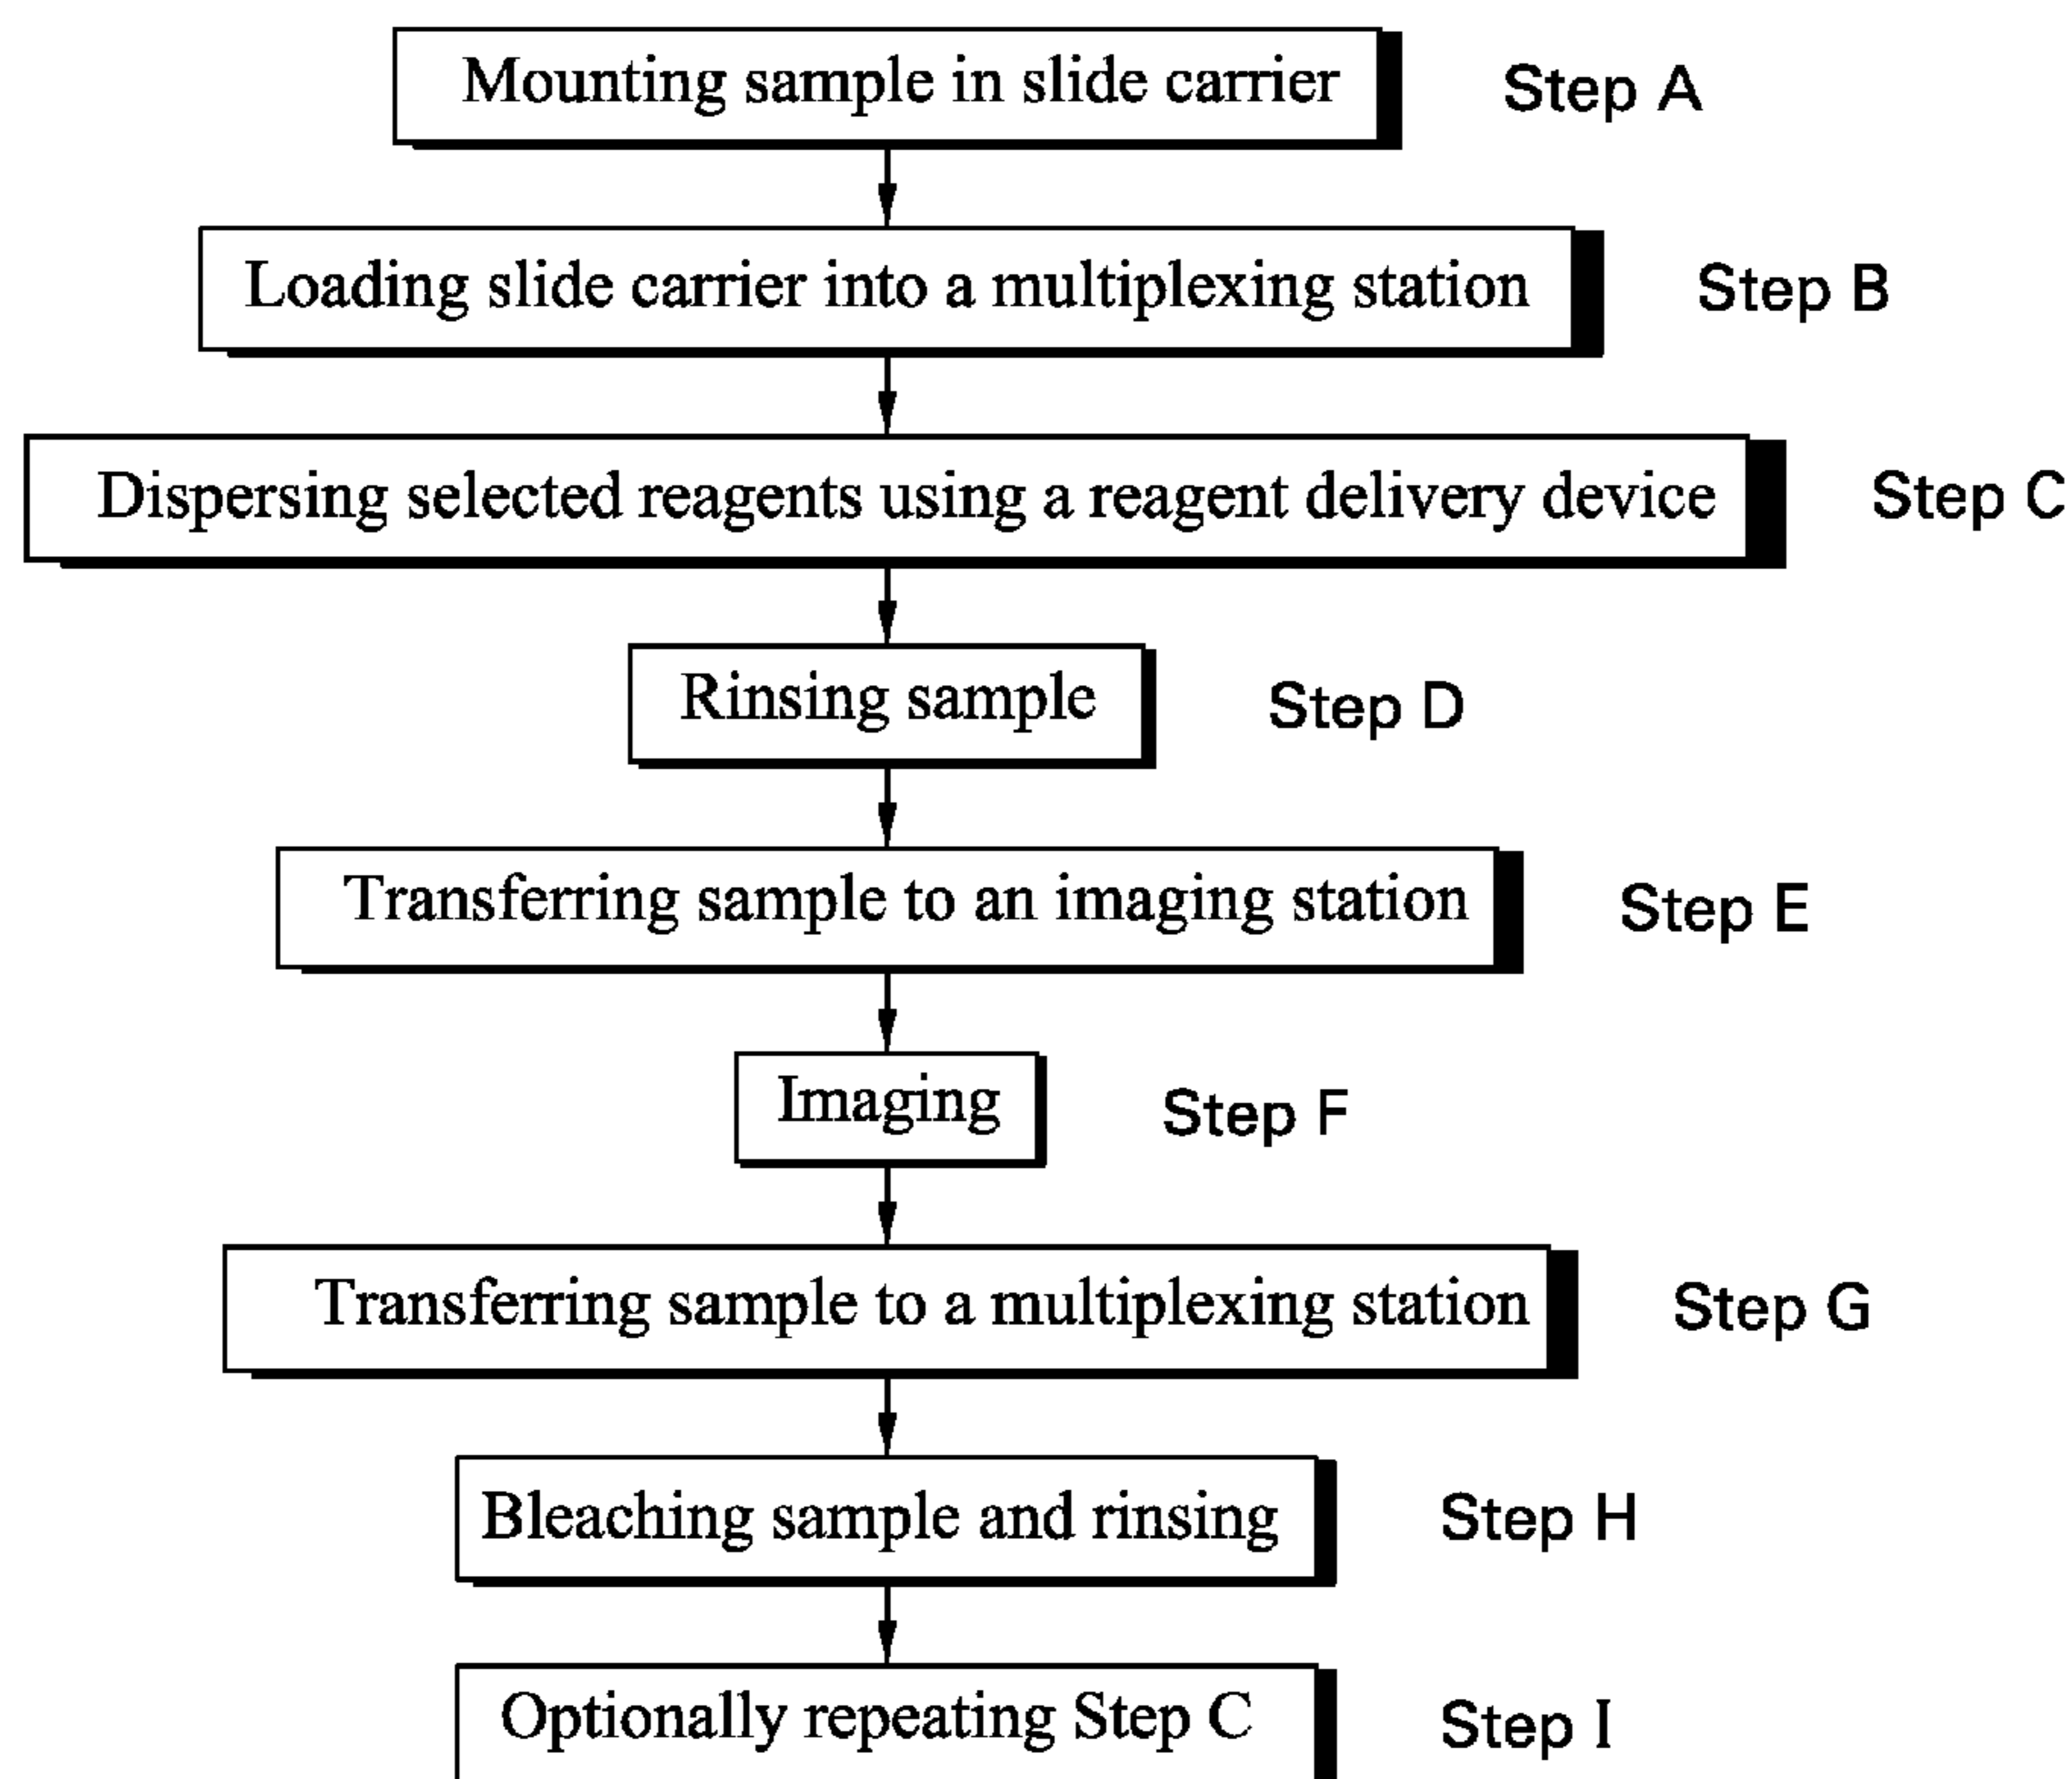 Mounting sample in slide carrier Step A
Loading slide carrier into a multiplexing station Step B
Dispersing selected reagents using a reagent delivery device Step C
Rinsing sample Step D
Transferring sample to an imaging station Step E
Imaging Step F
Transferring sample to a multiplexing station Step G
Bleaching sample and rinsing Step H
Optionally repeating Step C Step I